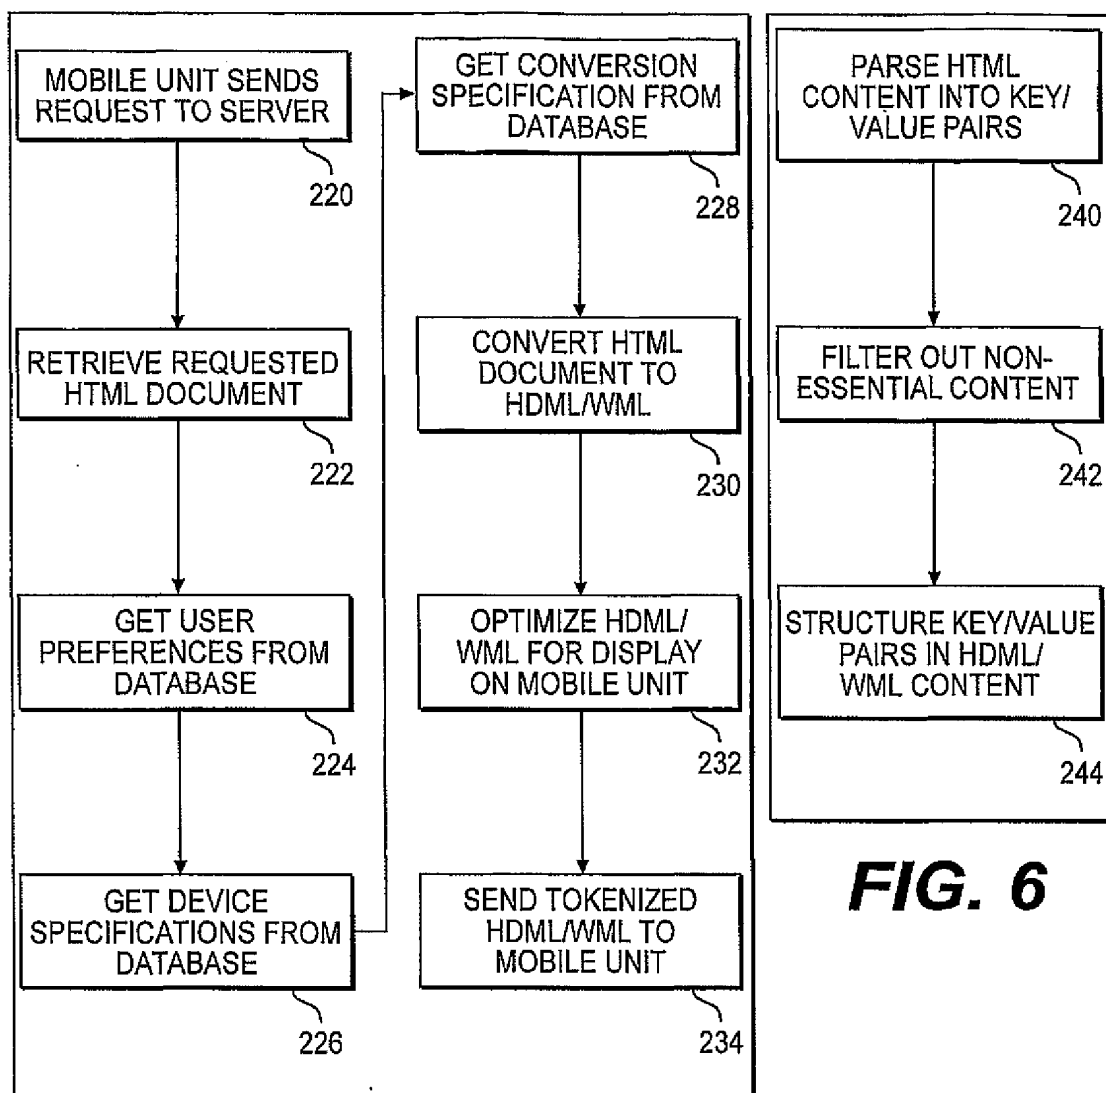 MOBILE UNIT SENDS
REQUEST TO SERVER
220
RETRIEVE REQUESTED
HTML DOCUMENT
222
GET USER
PREFERENCES FROM
DATABASE
224
GET DEVICE
SPECIFICATIONS FROM
DATABASE
226
GET CONVERSION
SPECIFICATION FROM
DATABASE
228
CONVERT HTML
DOCUMENT TO
HDML/WML
230
OPTIMIZE HDML/
WML FOR DISPLAY
ON MOBILE UNIT
232
SEND TOKENIZED
HDML/WML TO
MOBILE UNIT
234
PARSE HTML
CONTENT INTO KEY/
VALUE PAIRS
240
FILTER OUT NON-
ESSENTIAL CONTENT
242
STRUCTURE KEY/VALUE
PAIRS IN HDML/
WML CONTENT
244
FIG. 6